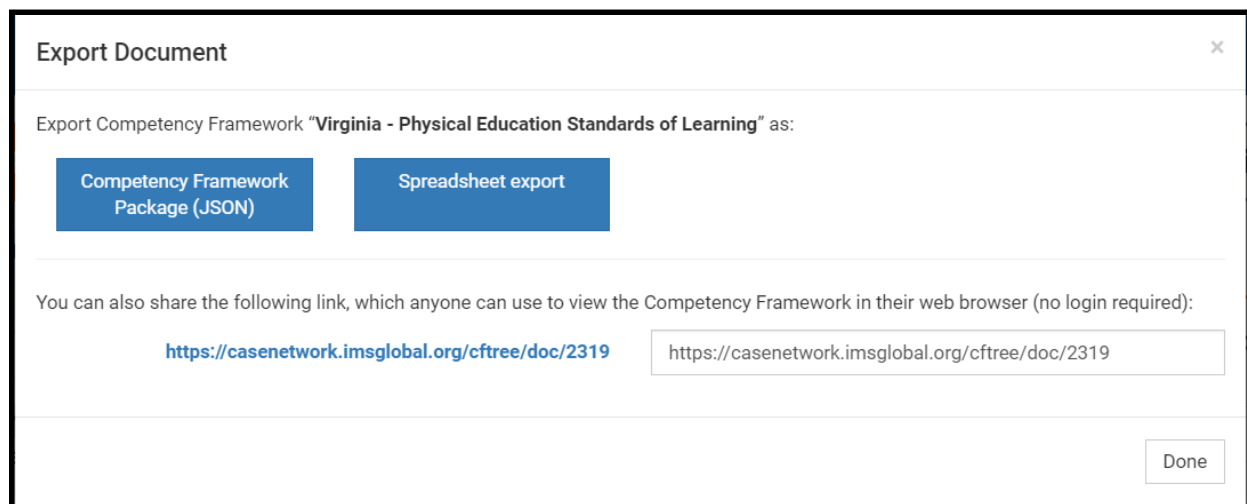 Export Document
×
Export Competency Framework “Virginia - Physical Education Standards of Learning” as:
Competency Framework
Package (JSON)
Spreadsheet export
You can also share the following link, which anyone can use to view the Competency Framework in their web browser (no login required):
https://casenetwork.imsglobal.org/cftree/doc/2319
https://casenetwork.imsglobal.org/cftree/doc/2319
Done